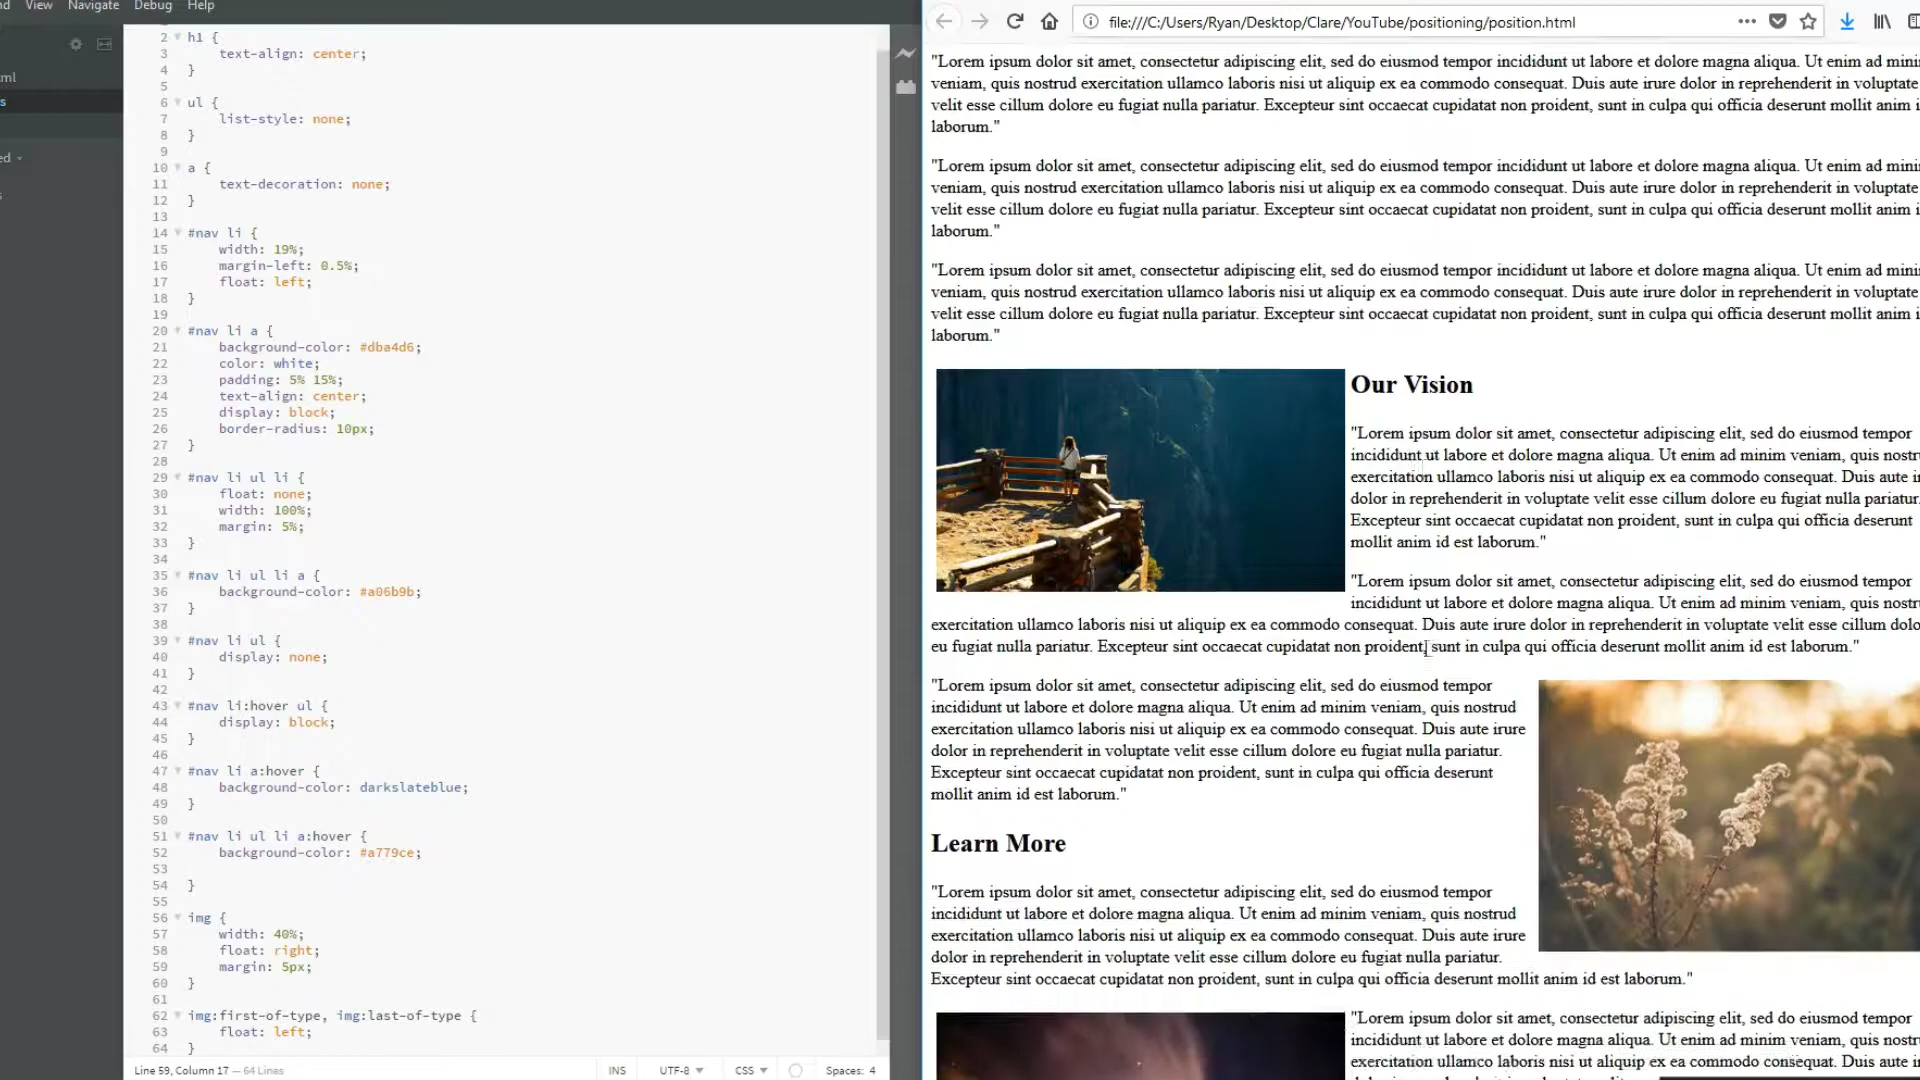 View Navigate Debug Help
2 h1 {
3 text-align: center;
4 }
5
6 ul {
7 list-style: none;
8 }
9
10 a {
11 text-decoration: none;
12 }
13
14 #nav li {
15 width: 19%;
16 margin-left: 0.5%;
17 float: left;
18 }
19
20 #nav li a {
21 background-color: #dba4d6;
22 color: white;
23 padding: 5% 15%;
24 text-align: center;
25 display: block;
26 border-radius: 10px;
27 }
28
29 #nav li ul li {
30 float: none;
31 width: 100%;
32 margin: 5%;
33 }
34
35 #nav li ul li a {
36 background-color: #a06b9b;
37 }
38
39 #nav li ul {
40 display: none;
41 }
42
43 #nav li:hover ul {
44 display: block;
45 }
46
47 #nav li a:hover {
48 background-color: darkslateblue;
49 }
50
51 #nav li ul li a:hover {
52 background-color: #a779ce;
53
54 }
55
56 img {
57 width: 40%;
58 float: right;
59 margin: 5px;
60 }
61
62 img:first-of-type, img:last-of-type {
63 float: left;
64 }
Line 59, Column 17 — 64 Lines
INS UTF-8 CSS Spaces: 4
file:///C:/Users/Ryan/Desktop/Clare/YouTube/positioning/position.html
"Lorem ipsum dolor sit amet, consectetur adipiscing elit, sed do eiusmod tempor incididunt ut labore et dolore magna aliqua. Ut enim ad mini
veniam, quis nostrud exercitation ullamco laboris nisi ut aliquip ex ea commodo consequat. Duis aute irure dolor in reprehenderit in voluptate
velit esse cillum dolore eu fugiat nulla pariatur. Excepteur sint occaecat cupidatat non proident, sunt in culpa qui officia deserunt mollit anim i
laborum."
"Lorem ipsum dolor sit amet, consectetur adipiscing elit, sed do eiusmod tempor incididunt ut labore et dolore magna aliqua. Ut enim ad mini
veniam, quis nostrud exercitation ullamco laboris nisi ut aliquip ex ea commodo consequat. Duis aute irure dolor in reprehenderit in voluptate
velit esse cillum dolore eu fugiat nulla pariatur. Excepteur sint occaecat cupidatat non proident, sunt in culpa qui officia deserunt mollit anim i
laborum."
"Lorem ipsum dolor sit amet, consectetur adipiscing elit, sed do eiusmod tempor incididunt ut labore et dolore magna aliqua. Ut enim ad mini
veniam, quis nostrud exercitation ullamco laboris nisi ut aliquip ex ea commodo consequat. Duis aute irure dolor in reprehenderit in voluptate
velit esse cillum dolore eu fugiat nulla pariatur. Excepteur sint occaecat cupidatat non proident, sunt in culpa qui officia deserunt mollit anim i
laborum."
Our Vision
"Lorem ipsum dolor sit amet, consectetur adipiscing elit, sed do eiusmod tempor
incididunt ut labore et dolore magna aliqua. Ut enim ad minim veniam, quis nostru
exercitation ullamco laboris nisi ut aliquip ex ea commodo consequat. Duis aute i
dolor in reprehenderit in voluptate velit esse cillum dolore eu fugiat nulla pariatur.
Excepteur sint occaecat cupidatat non proident, sunt in culpa qui officia deserunt
mollit anim id est laborum."
"Lorem ipsum dolor sit amet, consectetur adipiscing elit, sed do eiusmod tempor
incididunt ut labore et dolore magna aliqua. Ut enim ad minim veniam, quis nostru
exercitation ullamco laboris nisi ut aliquip ex ea commodo consequat. Duis aute irure dolor in reprehenderit in voluptate velit esse cillum dolo
eu fugiat nulla pariatur. Excepteur sint occaecat cupidatat non proident, sunt in culpa qui officia deserunt mollit anim id est laborum."
"Lorem ipsum dolor sit amet, consectetur adipiscing elit, sed do eiusmod tempor
incididunt ut labore et dolore magna aliqua. Ut enim ad minim veniam, quis nostrud
exercitation ullamco laboris nisi ut aliquip ex ea commodo consequat. Duis aute irure
dolor in reprehenderit in voluptate velit esse cillum dolore eu fugiat nulla pariatur.
Excepteur sint occaecat cupidatat non proident, sunt in culpa qui officia deserunt
mollit anim id est laborum."
Learn More
"Lorem ipsum dolor sit amet, consectetur adipiscing elit, sed do eiusmod tempor
incididunt ut labore et dolore magna aliqua. Ut enim ad minim veniam, quis nostrud
exercitation ullamco laboris nisi ut aliquip ex ea commodo consequat. Duis aute irure
dolor in reprehenderit in voluptate velit esse cillum dolore eu fugiat nulla pariatur.
Excepteur sint occaecat cupidatat non proident, sunt in culpa qui officia deserunt mollit anim id est laborum."
"Lorem ipsum dolor sit amet, consectetur adipiscing elit, sed do eiusmod tempor
incididunt ut labore et dolore magna aliqua. Ut enim ad minim veniam, quis nostru
exercitation ullamco laboris nisi ut aliquip ex ea commodo consequat. Duis aute i